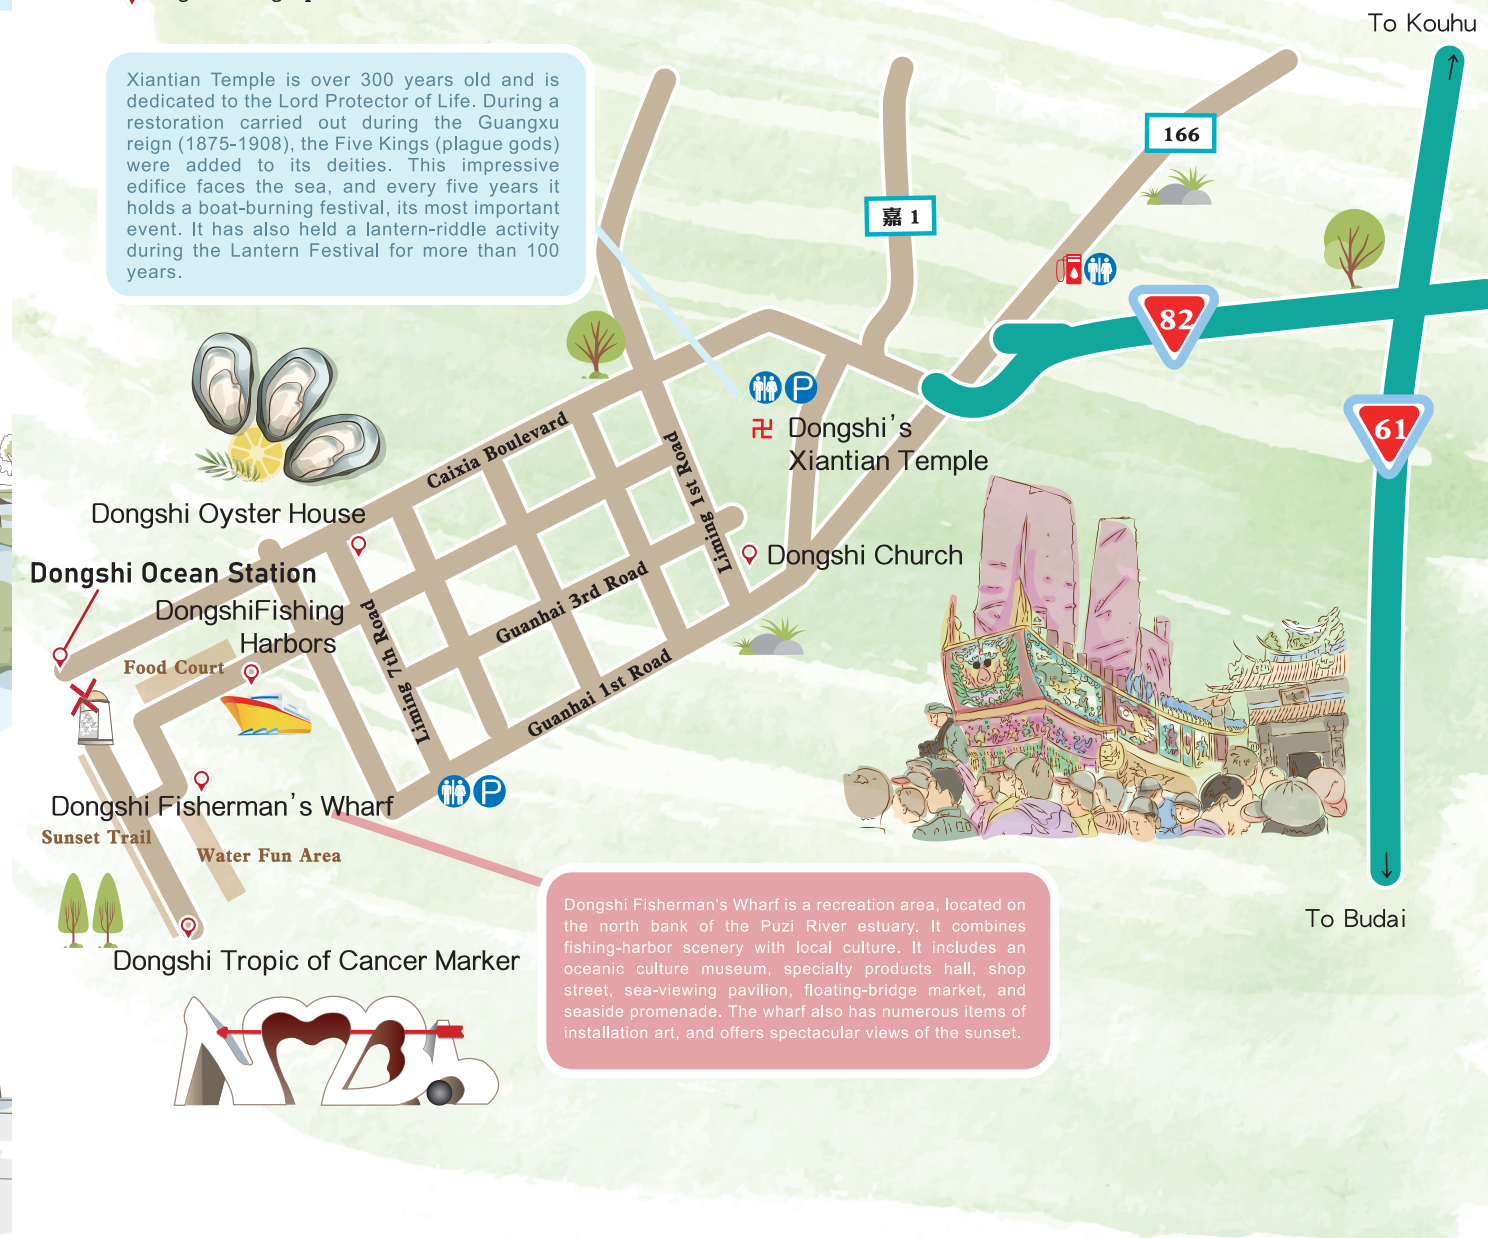 To Kouhu
Xiantian Temple is over 300 years old and is
dedicated to the Lord Protector of Life. During a
restoration carried out during the Guangxu
reign (1875-1908), the Five Kings (plague gods)
were added to its deities. This impressive
edifice faces the sea, and every five years it
holds a boat-burning festival, its most important
event. It has also held a lantern-riddle activity
during the Lantern Festival for more than 100
years.
166
嘉 1
82
61
P
卍 Dongshi's
Xiantian Temple
Caixia Boulevard
Liming 1st Road
Dongshi Oyster House
Dongshi Church
Dongshi Ocean Station
DongshiFishing
Harbors
Guanhai 3rd Road
Liming 7th Road
Food Court
Guanhai 1st Road
P
Dongshi Fisherman's Wharf
Sunset Trail
Water Fun Area
Dongshi Fisherman's Wharf is a recreation area, located on
the north bank of the Puzi River estuary. It combines
fishing-harbor scenery with local culture. It includes an
oceanic culture museum, specialty products hall, shop
street, sea-viewing pavilion, floating-bridge market, and
seaside promenade. The wharf also has numerous items of
installation art, and offers spectacular views of the sunset.
To Budai
Dongshi Tropic of Cancer Marker